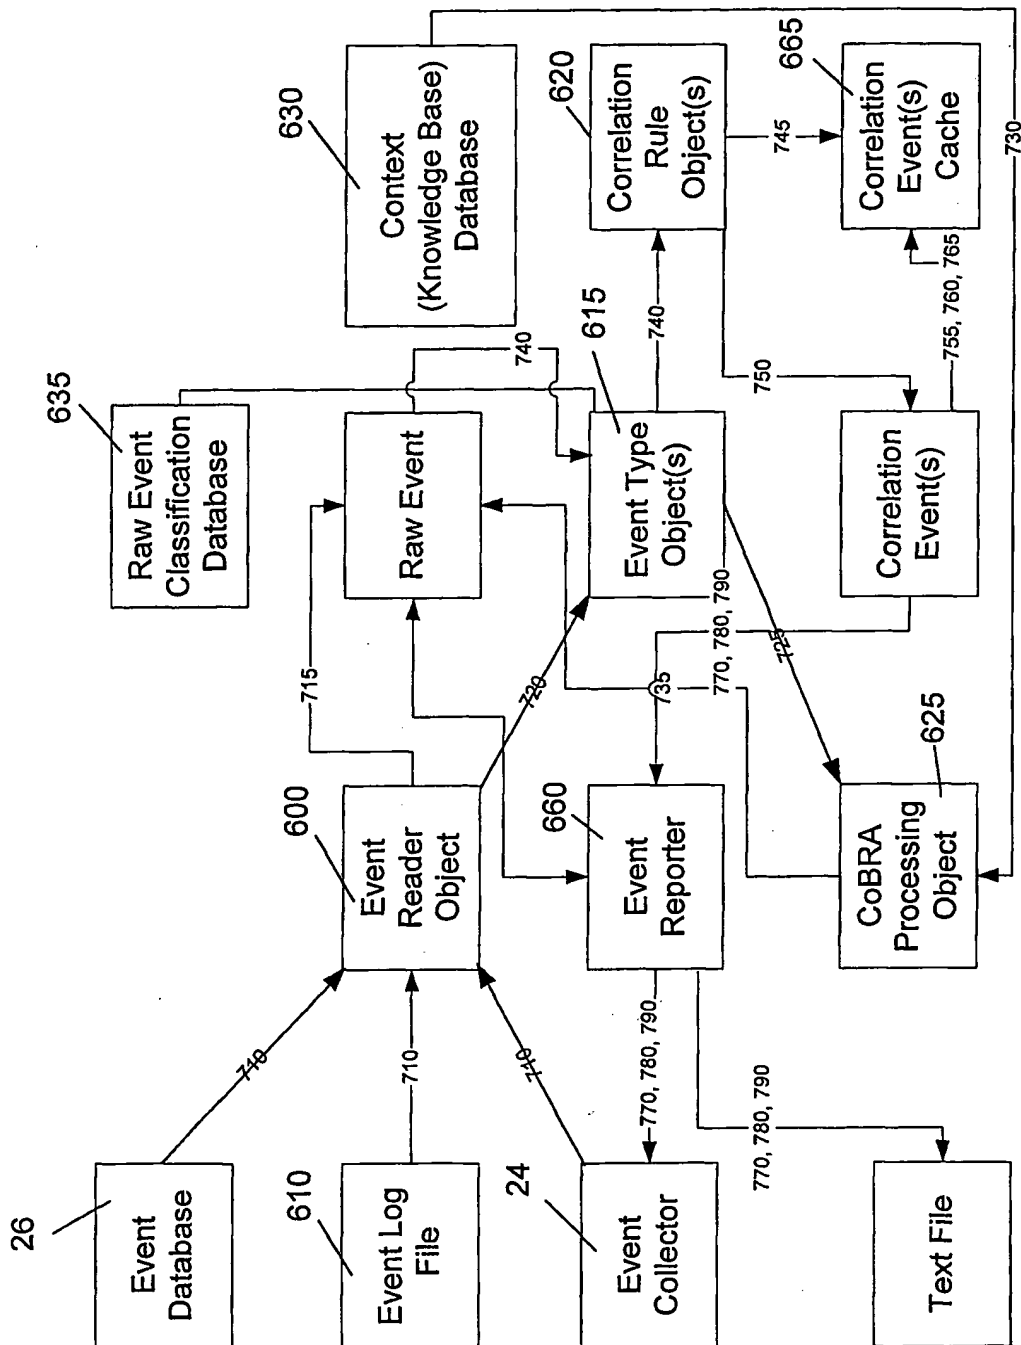 26
Event
Database
610
Event Log
File
24
Event
Collector
Text File
710
710
710
770, 780, 790
770, 780, 790
600
Event
Reader
Object
660
Event
Reporter
625
CoBRA
Processing
Object
715
720
735
770, 780, 790
725
635
Raw Event
Classification
Database
Raw Event
615
Event Type
Object(s)
Correlation
Event(s)
740
740
750
755, 760, 765
630
Context
(Knowledge Base)
Database
620
Correlation
Rule
Object(s)
745
665
Correlation
Event(s)
Cache
730